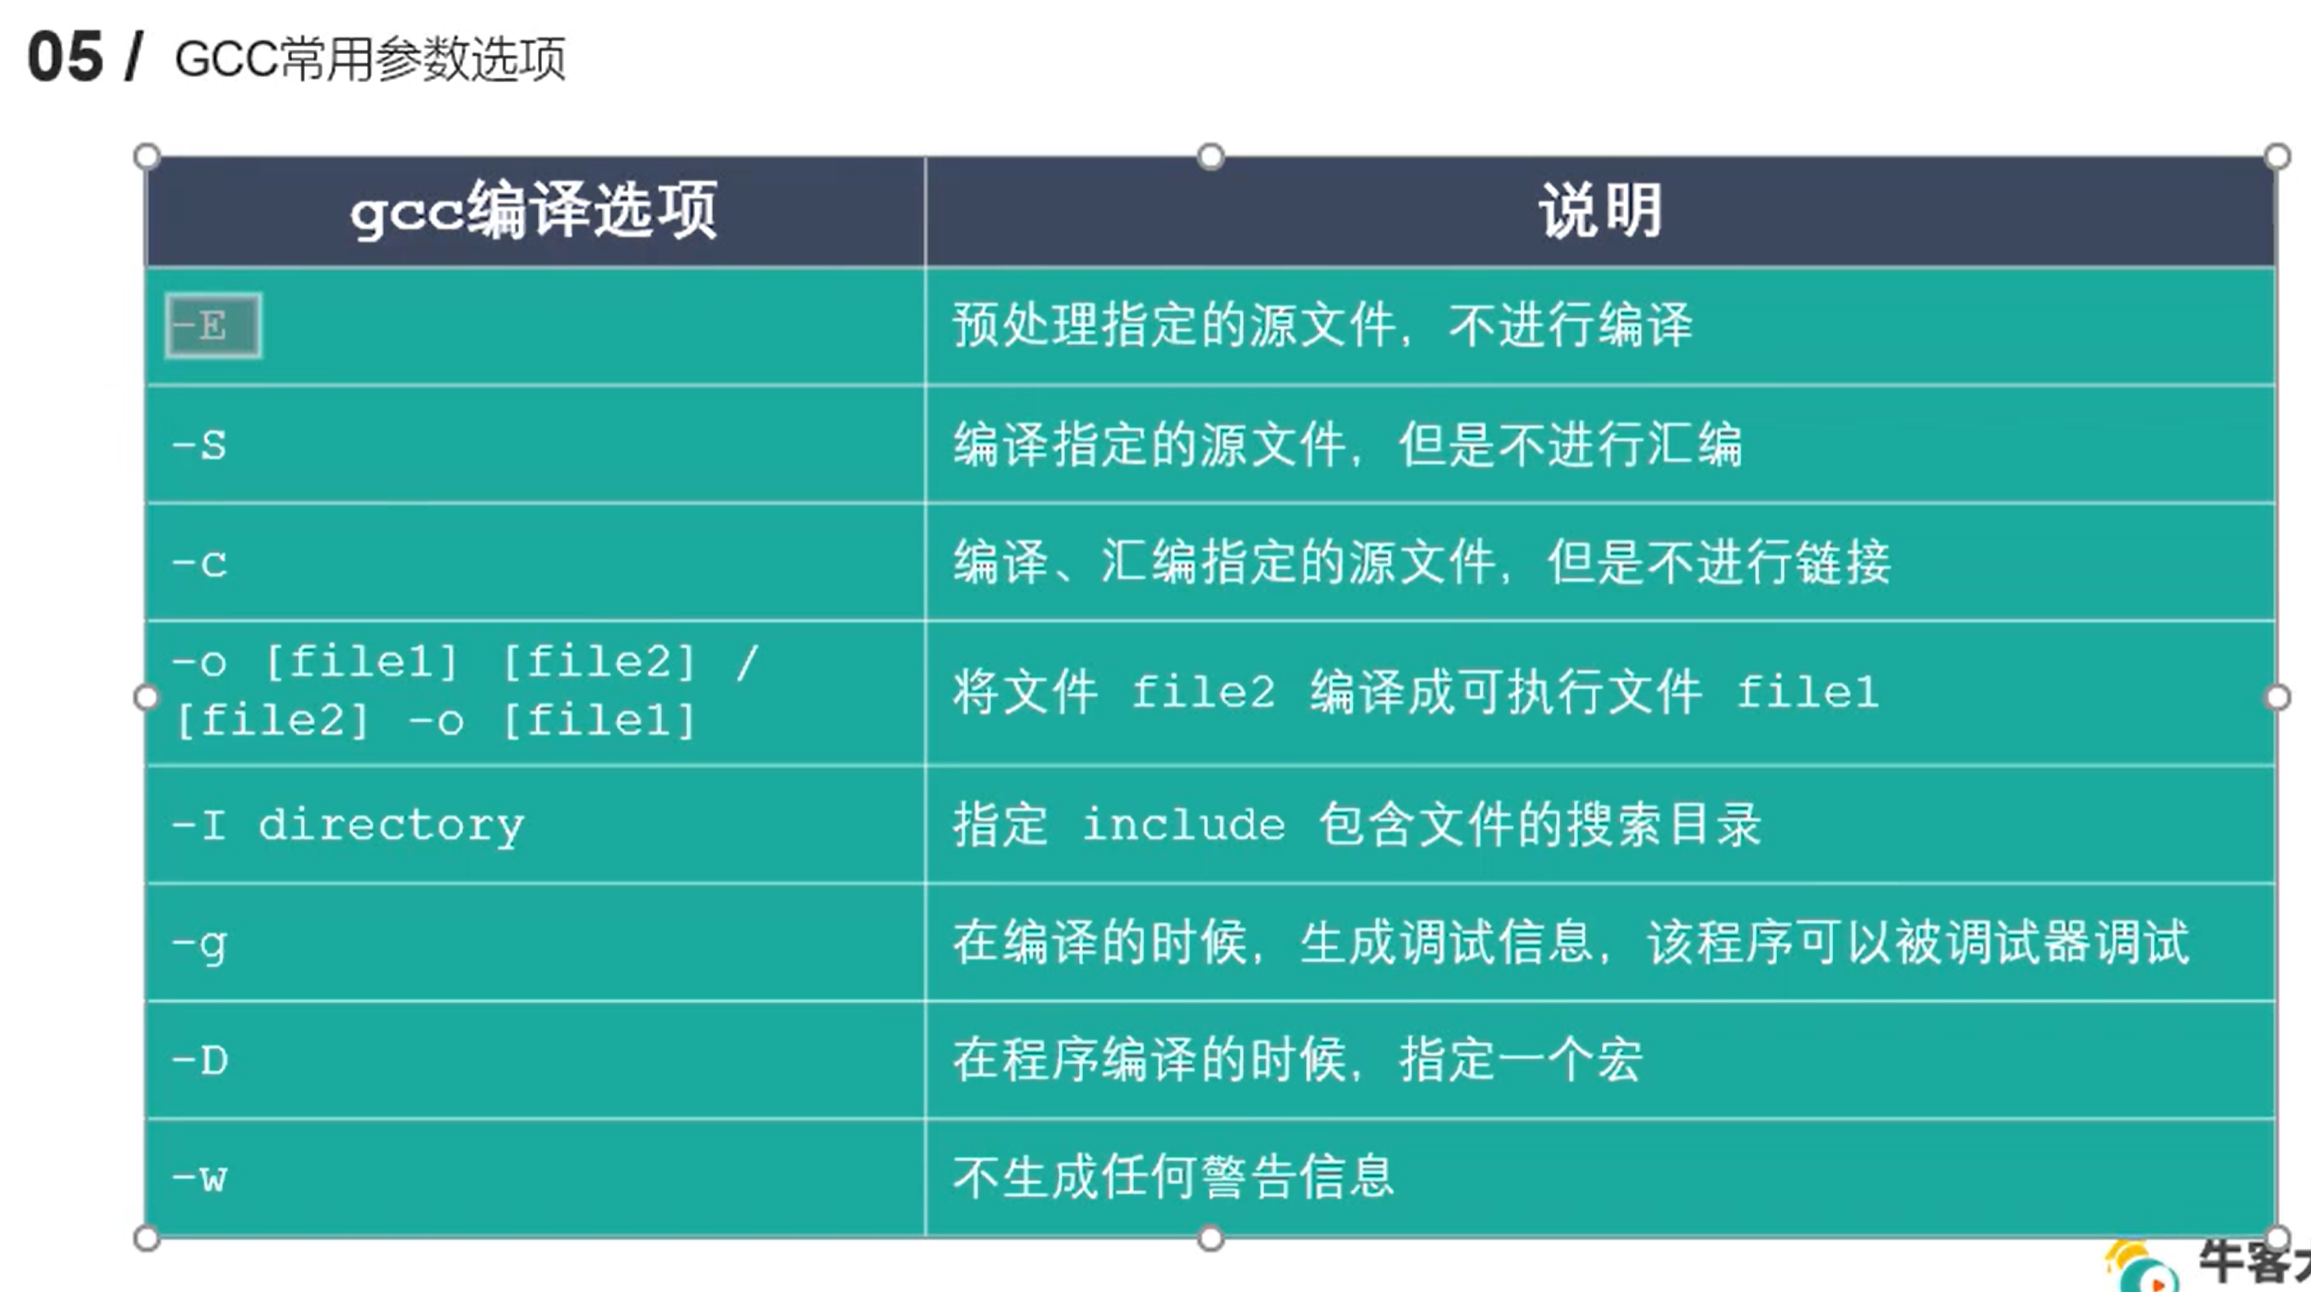 05 / GCC常用参数选项
gcc编译选项
说明
-E
预处理指定的源文件，不进行编译
-S
编译指定的源文件，但是不进行汇编
-c
编译、汇编指定的源文件，但是不进行链接
-o [file1] [file2] /
[file2] -o [file1]
将文件 file2 编译成可执行文件 file1
-I directory
指定 include 包含文件的搜索目录
-g
在编译的时候，生成调试信息，该程序可以被调试器调试
-D
在程序编译的时候，指定一个宏
-w
不生成任何警告信息
牛客